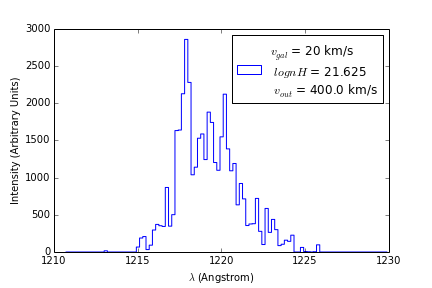 3000
2500
2000
1500
1000
500
0
Intensity (Arbitrary Units)
v_gal = 20 km/s
lognH = 21.625
v_out = 400.0 km/s
1210 1215 1220 1225 1230
λ (Angstrom)